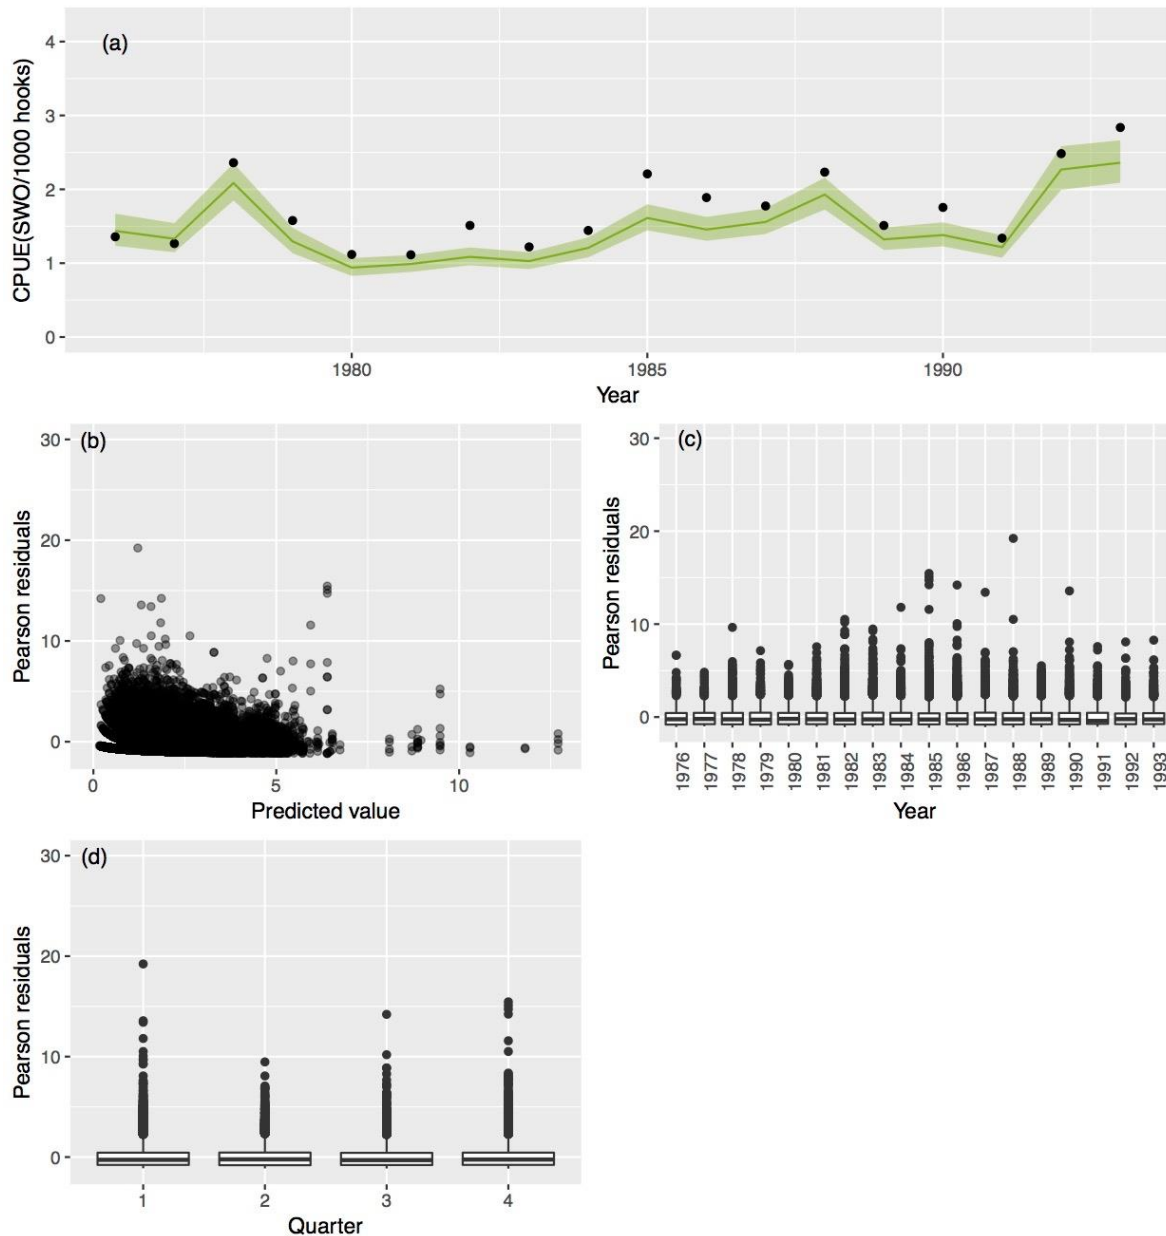 (a)
CPUE(SWO/1000 hooks)
4
3
2
1
0
1980 1985 1990
Year
(b)
Pearson residuals
30
20
10
0
0 5 10
Predicted value
(c)
Pearson residuals
30
20
10
0
1976 1977 1978 1979 1980 1981 1982 1983 1984 1985 1986 1987 1988 1989 1990 1991 1992 1993
Year
(d)
Pearson residuals
30
20
10
0
1 2 3 4
Quarter